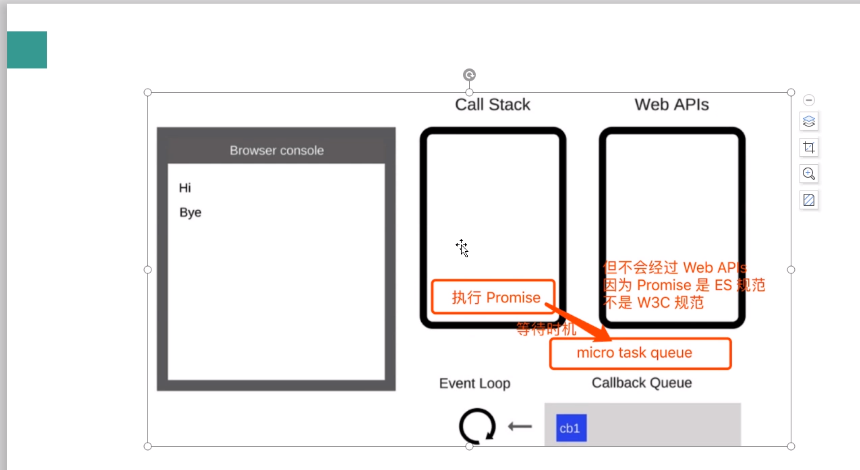 Call Stack
Web APIs
Browser console
Hi
Bye
但不会经过 Web APIs
因为 Promise 是 ES 规范
不是 W3C 规范
执行 Promise
等待时机
micro task queue
Event Loop
Callback Queue
cb1